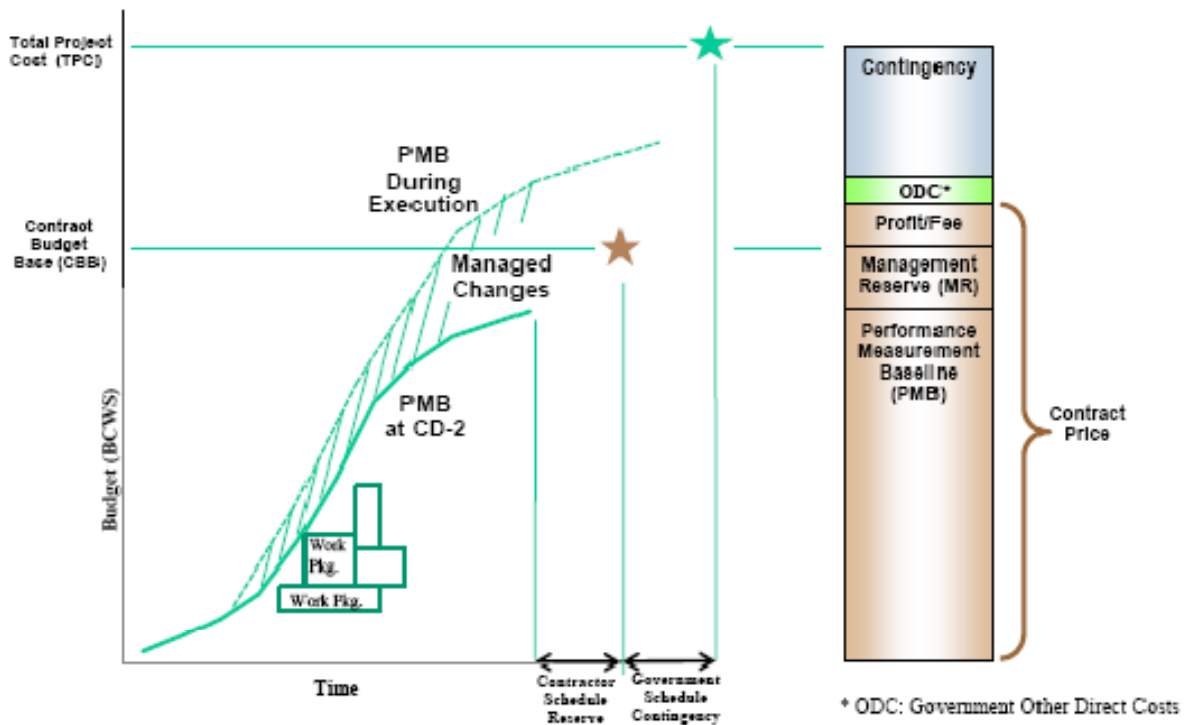 Total Project
Cost (TPC)
Contract
Budget
Base (CBB)
Budget (BCWS)
PMB
During
Execution
Managed
Changes
PMB
at CD-2
Work
Pkg.
Work Pkg.
Time
Contractor
Schedule
Reserve
Government
Schedule
Contingency
Contingency
ODC*
Profit/Fee
Management
Reserve (MR)
Performance
Measurement
Baseline
(PMB)
Contract
Price
* ODC: Government Other Direct Costs